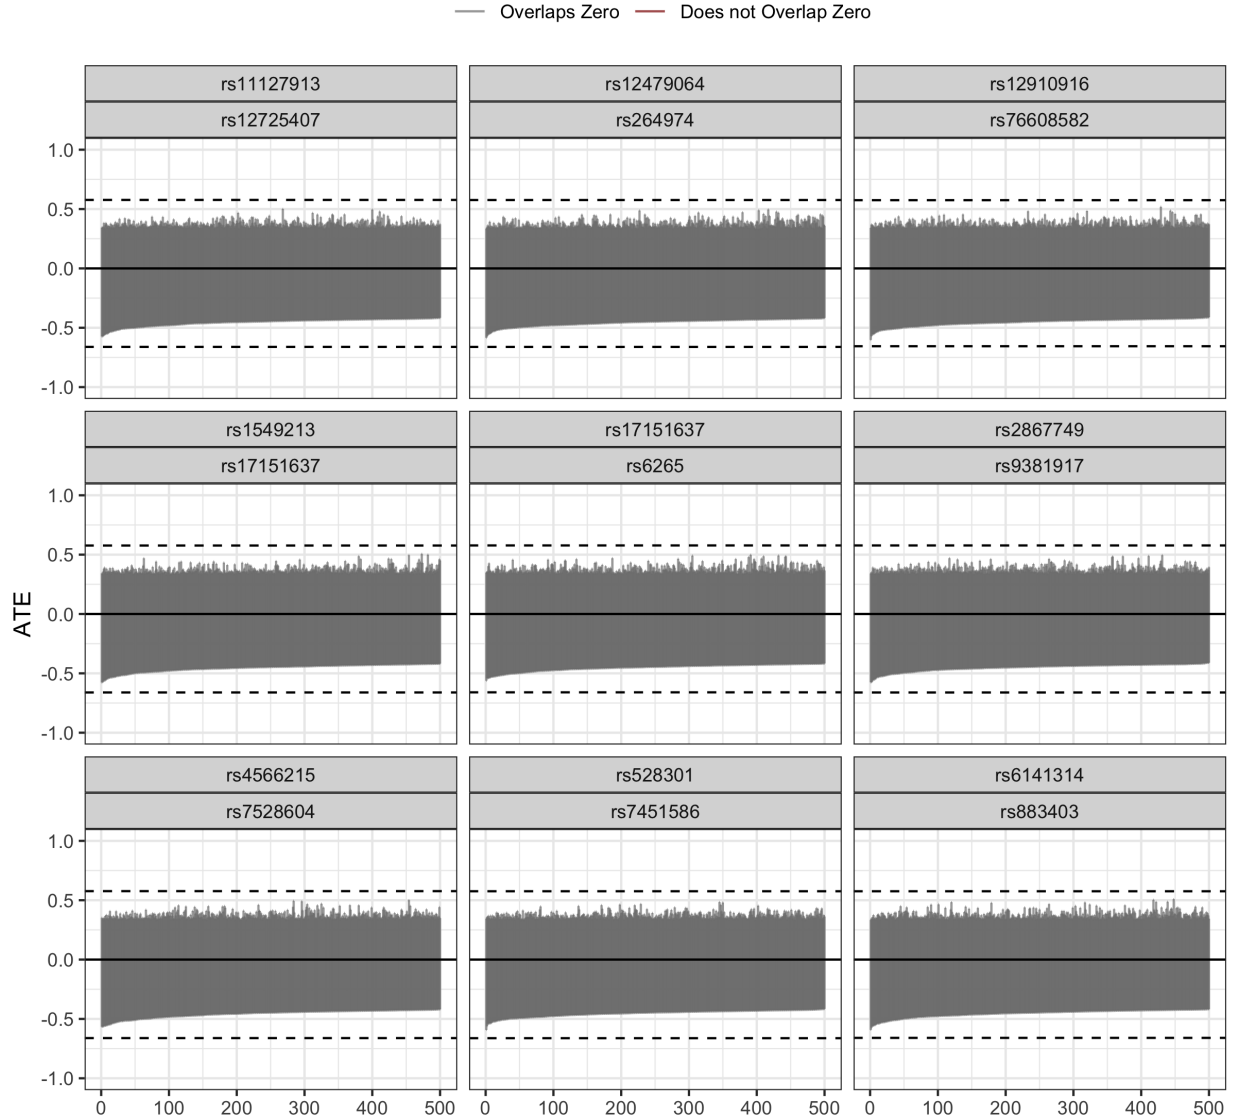 Overlaps Zero Does not Overlap Zero
rs11127913 rs12479064 rs12910916
rs12725407 rs264974 rs76608582
1.0
0.5
0.0
-0.5
-1.0
rs1549213 rs17151637 rs2867749
rs17151637 rs6265 rs9381917
1.0
0.5
0.0
-0.5
-1.0
ATE
rs4566215 rs528301 rs6141314
rs7528604 rs7451586 rs883403
1.0
0.5
0.0
-0.5
-1.0
0 100 200 300 400 500 0 100 200 300 400 500 0 100 200 300 400 500